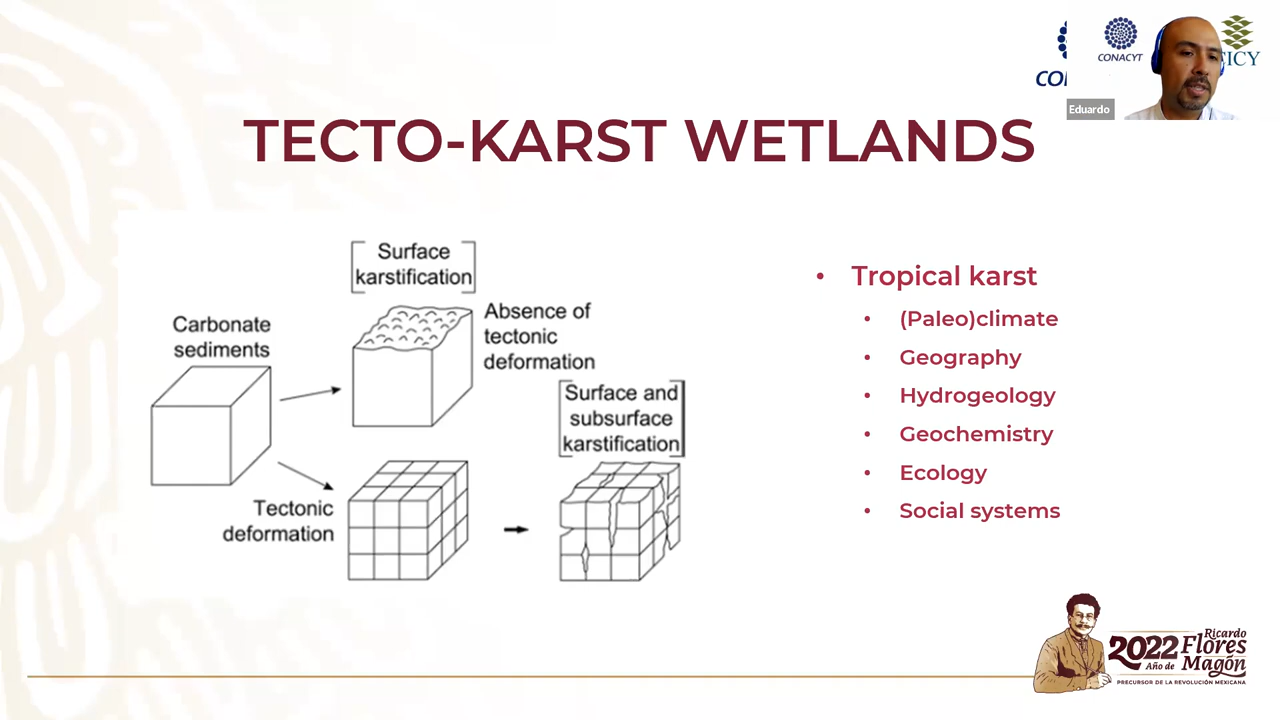 CONACYT
ICY
CO
Eduardo
TECTO-KARST WETLANDS
Surface
karstification
Carbonate
sediments
Absence of
tectonic
deformation
Surface and
subsurface
karstification
Tectonic
deformation
• Tropical karst
• (Paleo)climate
• Geography
• Hydrogeology
• Geochemistry
• Ecology
• Social systems
2022 Ricardo
Año de Flores
Magón
PRECURSOR DE LA REVOLUCIÓN MEXICANA